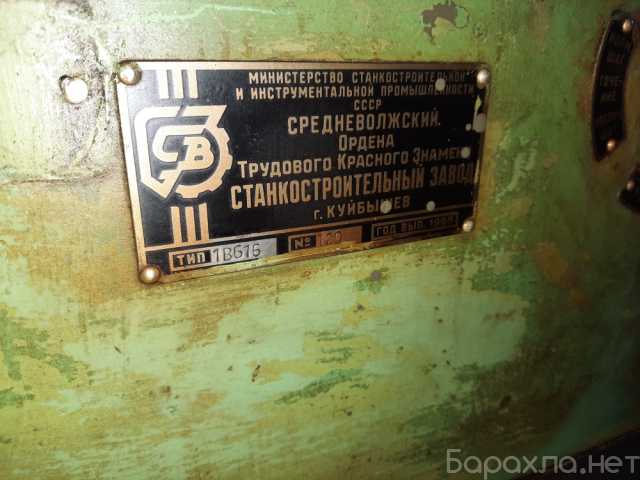 МИНИСТЕРСТВО СТАНКОСТРОИТЕЛЬНОЙ
И ИНСТРУМЕНТАЛЬНОЙ ПРОМЫШЛЕННОСТИ
СССР
СРЕДНЕВОЛЖСКИЙ
ОРДЕНА
ТРУДОВОГО КРАСНОГО ЗНАМЕНИ
СТАНКОСТРОИТЕЛЬНЫЙ ЗАВОД
г. КУЙБЫШЕВ
ТИП 1В616 № ГОД ВЫП.
СВ
Барахла.нет